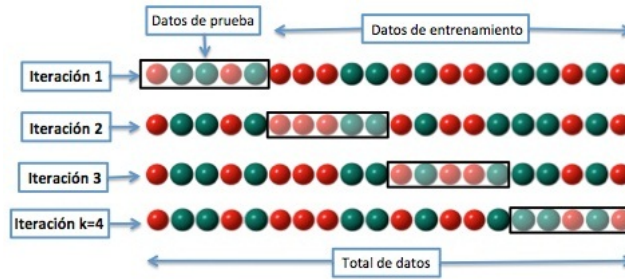 Datos de prueba
Datos de entrenamiento
Iteración 1
Iteración 2
Iteración 3
Iteración k=4
Total de datos